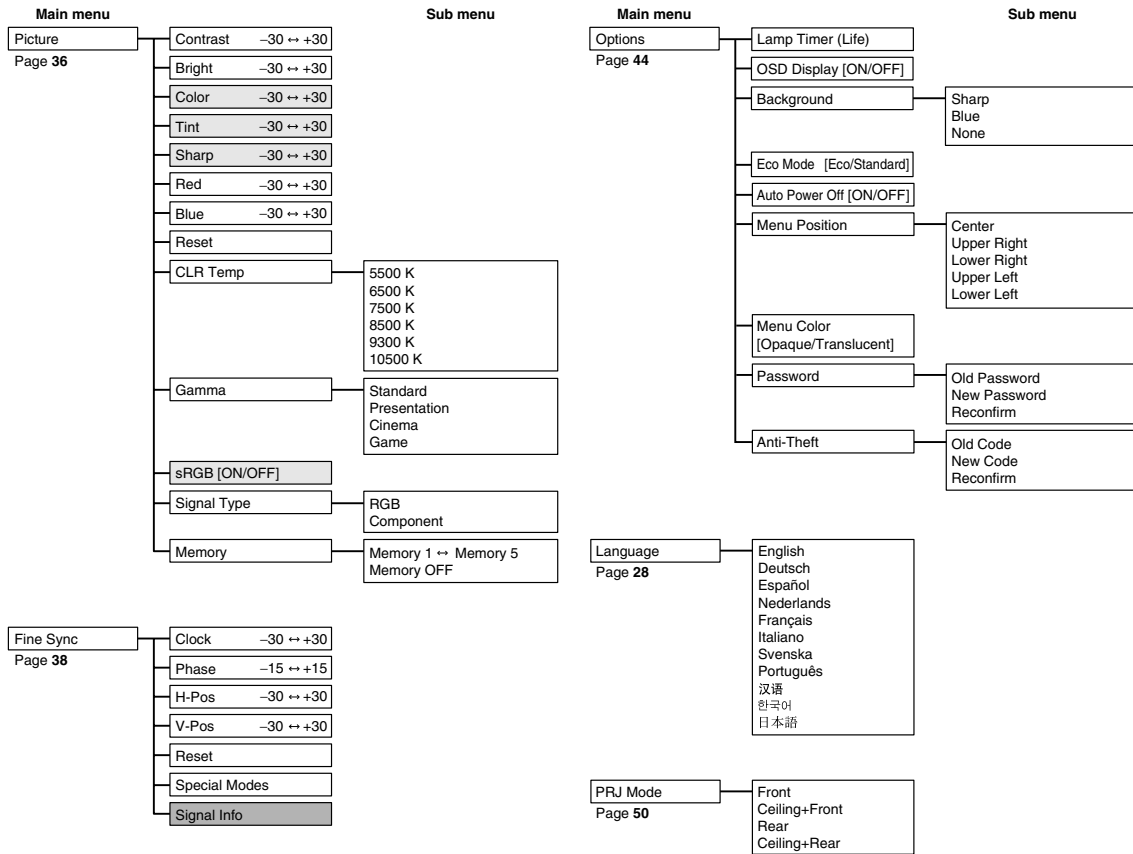 Main menu
Sub menu
Picture
Page 36
Contrast −30 ↔ +30
Bright −30 ↔ +30
Color −30 ↔ +30
Tint −30 ↔ +30
Sharp −30 ↔ +30
Red −30 ↔ +30
Blue −30 ↔ +30
Reset
CLR Temp
5500 K
6500 K
7500 K
8500 K
9300 K
10500 K
Gamma
Standard
Presentation
Cinema
Game
sRGB [ON/OFF]
Signal Type
RGB
Component
Memory
Memory 1 ↔ Memory 5
Memory OFF
Fine Sync
Page 38
Clock −30 ↔ +30
Phase −15 ↔ +15
H-Pos −30 ↔ +30
V-Pos −30 ↔ +30
Reset
Special Modes
Signal Info
Main menu
Sub menu
Options
Page 44
Lamp Timer (Life)
OSD Display [ON/OFF]
Background
Sharp
Blue
None
Eco Mode [Eco/Standard]
Auto Power Off [ON/OFF]
Menu Position
Center
Upper Right
Lower Right
Upper Left
Lower Left
Menu Color
[Opaque/Translucent]
Password
Old Password
New Password
Reconfirm
Anti-Theft
Old Code
New Code
Reconfirm
Language
Page 28
English
Deutsch
Español
Nederlands
Français
Italiano
Svenska
Português
汉语
한국어
日本語
PRJ Mode
Page 50
Front
Ceiling+Front
Rear
Ceiling+Rear